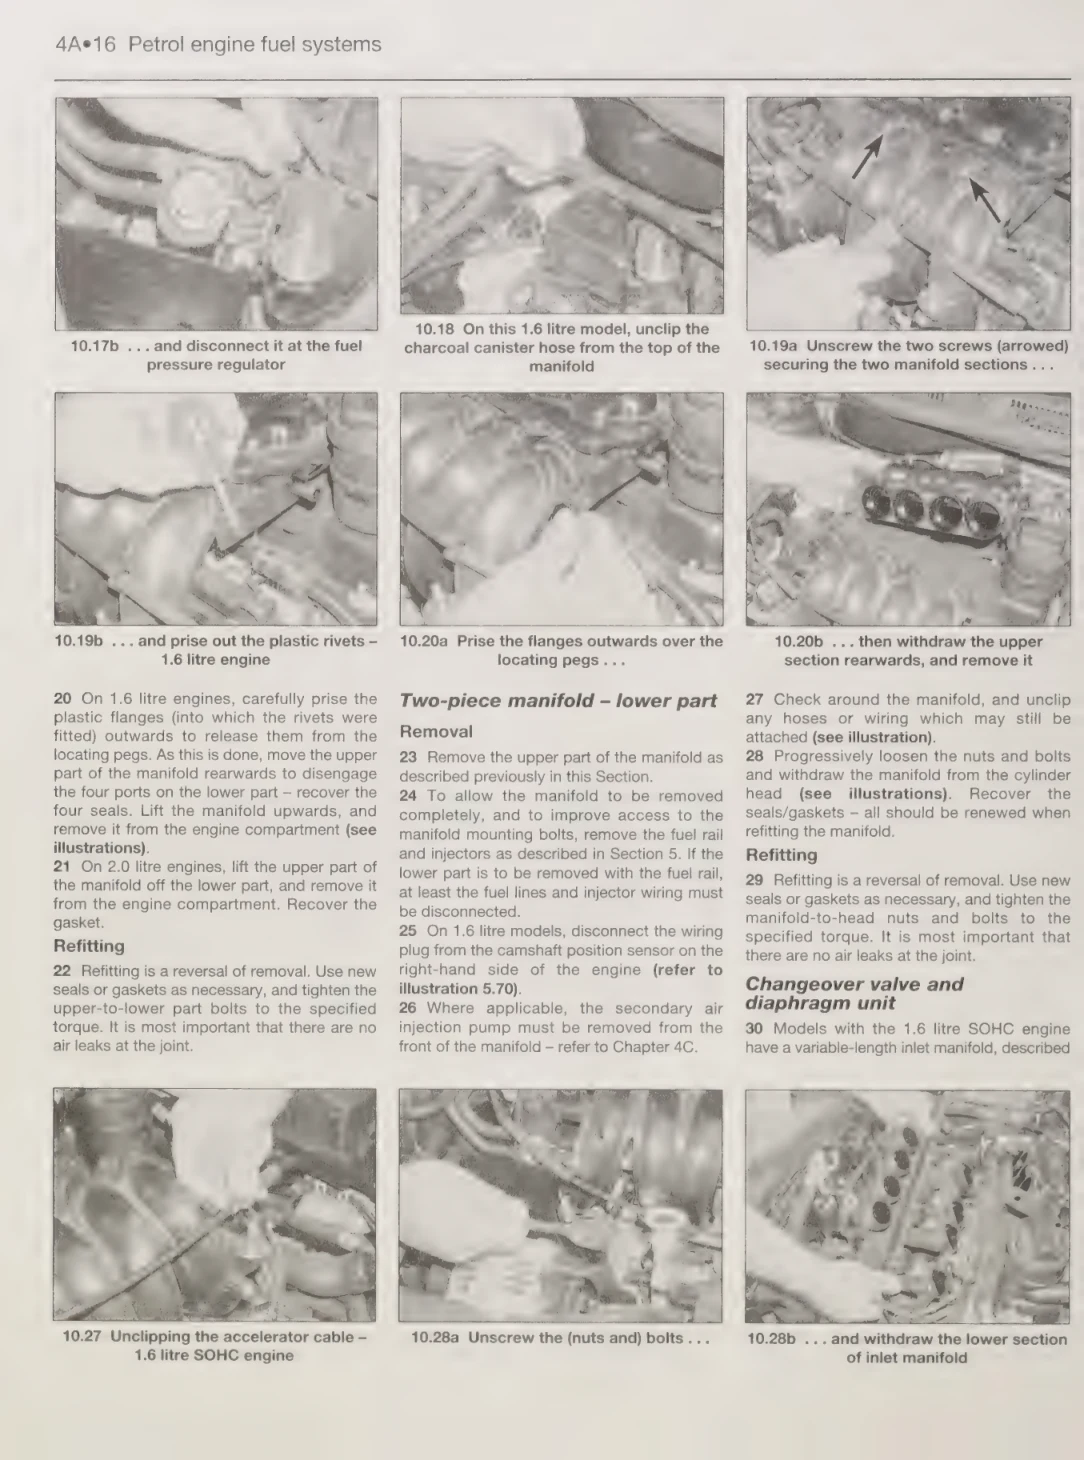 4A•16 Petrol engine fuel systems
10.17b . . . and disconnect it at the fuel
pressure regulator
10.18 On this 1.6 litre model, unclip the
charcoal canister hose from the top of the
manifold
10.19a Unscrew the two screws (arrowed)
securing the two manifold sections . . .
10.19b . . . and prise out the plastic rivets –
1.6 litre engine
10.20a Prise the flanges outwards over the
locating pegs . . .
10.20b . . . then withdraw the upper
section rearwards, and remove it
20 On 1.6 litre engines, carefully prise the
plastic flanges (into which the rivets were
fitted) outwards to release them from the
locating pegs. As this is done, move the upper
part of the manifold rearwards to disengage
the four ports on the lower part – recover the
four seals. Lift the manifold upwards, and
remove it from the engine compartment (see
illustrations).
21 On 2.0 litre engines, lift the upper part of
the manifold off the lower part, and remove it
from the engine compartment. Recover the
gasket.
Refitting
22 Refitting is a reversal of removal. Use new
seals or gaskets as necessary, and tighten the
upper-to-lower part bolts to the specified
torque. It is most important that there are no
air leaks at the joint.
Two-piece manifold – lower part
Removal
23 Remove the upper part of the manifold as
described previously in this Section.
24 To allow the manifold to be removed
completely, and to improve access to the
manifold mounting bolts, remove the fuel rail
and injectors as described in Section 5. If the
lower part is to be removed with the fuel rail,
at least the fuel lines and injector wiring must
be disconnected.
25 On 1.6 litre models, disconnect the wiring
plug from the camshaft position sensor on the
right-hand side of the engine (refer to
illustration 5.70).
26 Where applicable, the secondary air
injection pump must be removed from the
front of the manifold – refer to Chapter 4C.
27 Check around the manifold, and unclip
any hoses or wiring which may still be
attached (see illustration).
28 Progressively loosen the nuts and bolts
and withdraw the manifold from the cylinder
head (see illustrations). Recover the
seals/gaskets – all should be renewed when
refitting the manifold.
Refitting
29 Refitting is a reversal of removal. Use new
seals or gaskets as necessary, and tighten the
manifold-to-head nuts and bolts to the
specified torque. It is most important that
there are no air leaks at the joint.
Changeover valve and
diaphragm unit
30 Models with the 1.6 litre SOHC engine
have a variable-length inlet manifold, described
10.27 Unclipping the accelerator cable –
1.6 litre SOHC engine
10.28a Unscrew the (nuts and) bolts . . .
10.28b . . . and withdraw the lower section
of inlet manifold